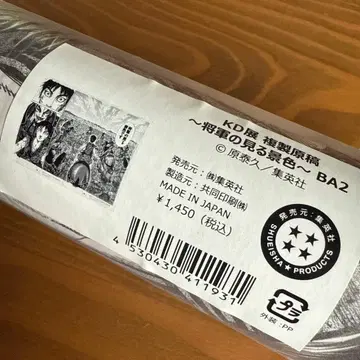 KD展 複製原稿
～将軍の見る景色～ BA2
© 原泰久／集英社
発売元：㈱集英社
製造元：共同印刷㈱
MADE IN JAPAN
￥1,450（税込）
4 530430 411931
発売元：集英社
SHUEISHA PRODUCTS
プラ
外装：PP